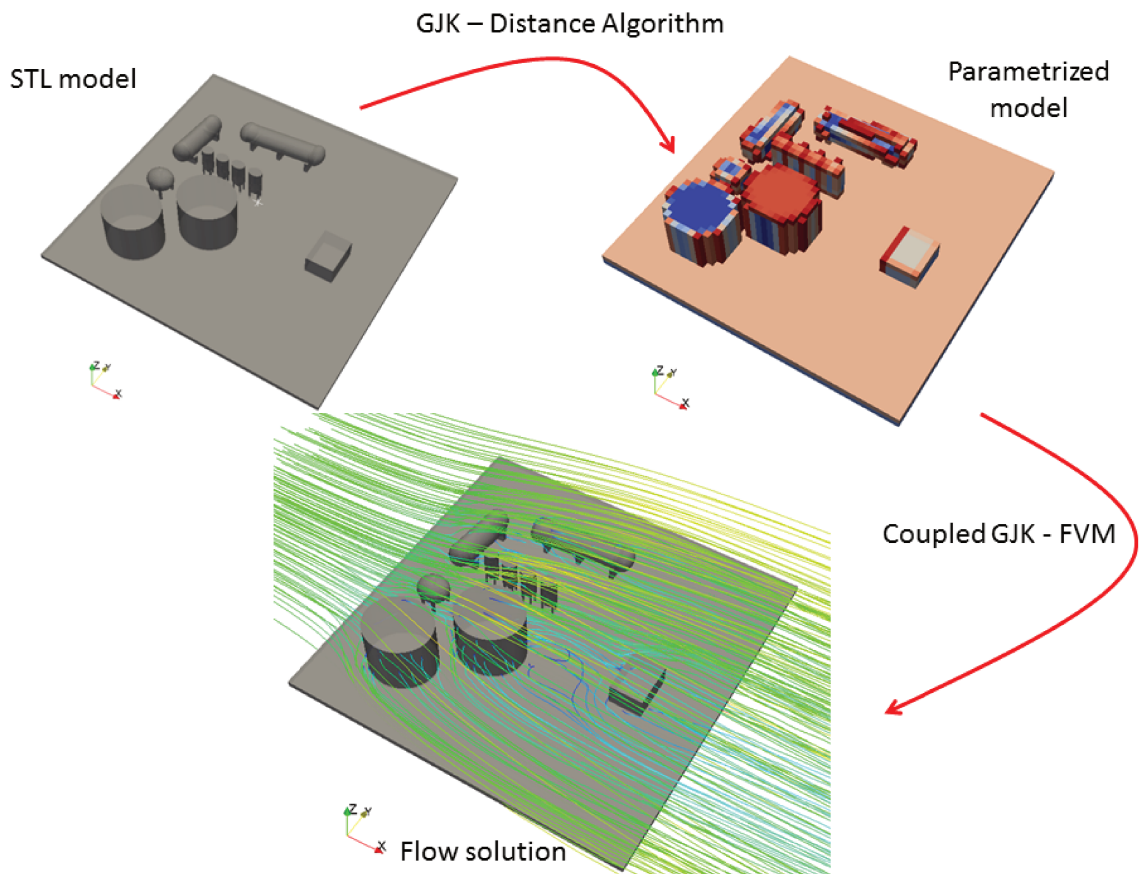 GJK – Distance Algorithm
STL model
Parametrized
model
Z
Y
X
Z
Y
X
Coupled GJK - FVM
Z
Y
X
Flow solution